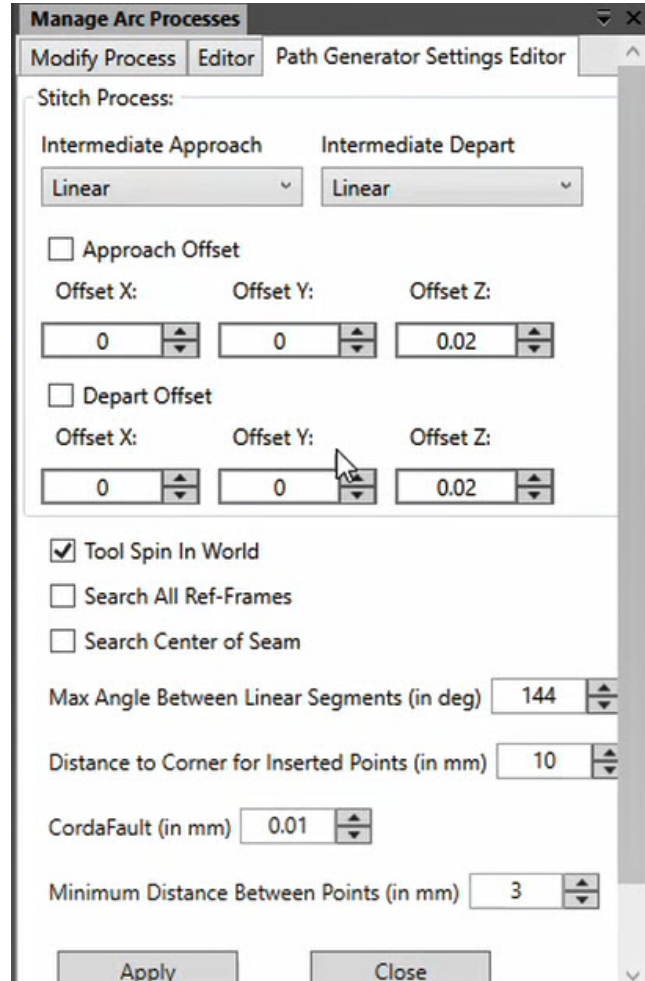 Manage Arc Processes
Modify Process Editor Path Generator Settings Editor
Stitch Process:
Intermediate Approach Intermediate Depart
Linear Linear
Approach Offset
Offset X: Offset Y: Offset Z:
0 0 0.02
Depart Offset
Offset X: Offset Y: Offset Z:
0 0 0.02
Tool Spin In World
Search All Ref-Frames
Search Center of Seam
Max Angle Between Linear Segments (in deg) 144
Distance to Corner for Inserted Points (in mm) 10
CordaFault (in mm) 0.01
Minimum Distance Between Points (in mm) 3
Apply Close